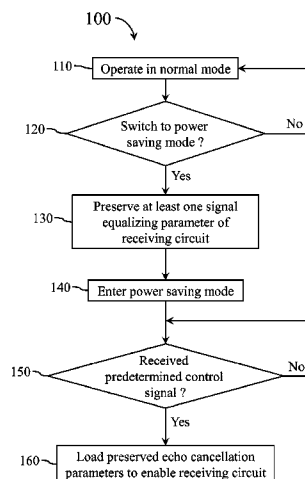 100
110
Operate in normal mode
120
Switch to power
saving mode ?
No
Yes
130
Preserve at least one signal
equalizing parameter of
receiving circuit
140
Enter power saving mode
150
Received
predetermined control
signal ?
No
Yes
160
Load preserved echo cancellation
parameters to enable receiving circuit